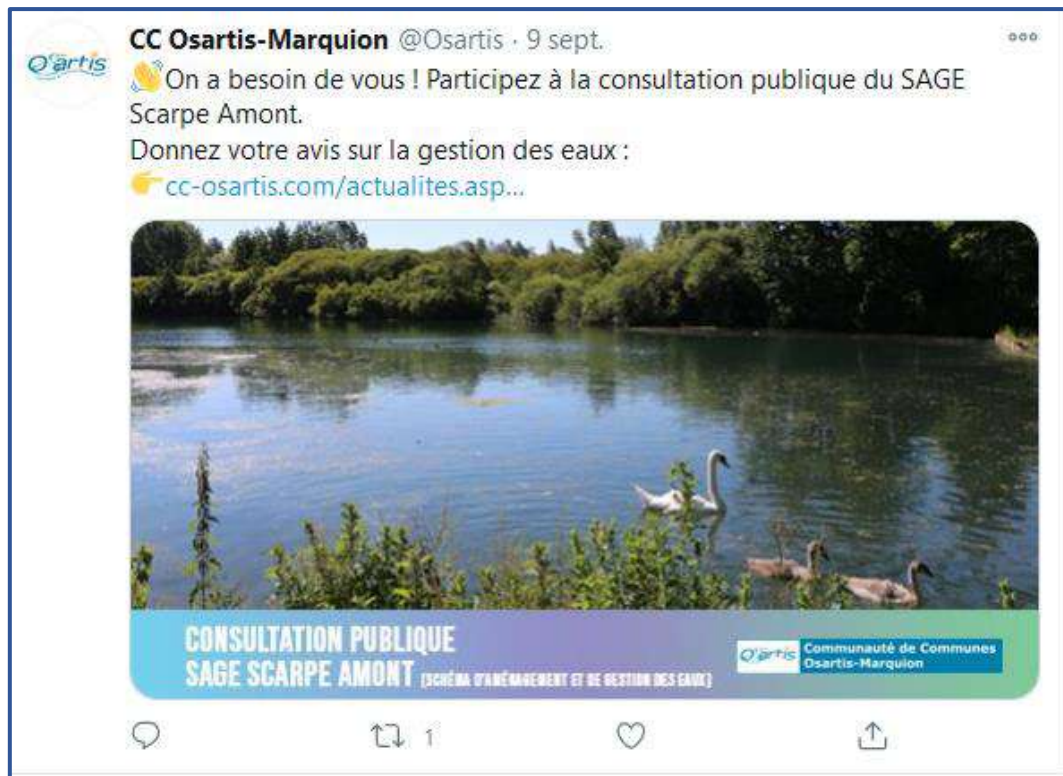 CC Osartis-Marquion @Osartis · 9 sept.
O'artis
👋On a besoin de vous ! Participez à la consultation publique du SAGE
Scarpe Amont.
Donnez votre avis sur la gestion des eaux :
👉cc-osartis.com/actualites.asp...
CONSULTATION PUBLIQUE
SAGE SCARPE AMONT (SCHÉMA D'AMÉNAGEMENT ET DE GESTION DES EAUX)
O'artis Communauté de Communes
Osartis-Marquion
1